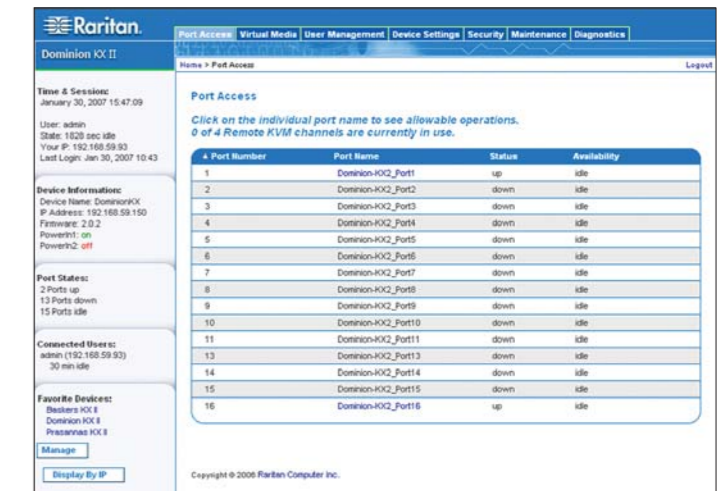 Raritan.
Dominion KX II
Port Access Virtual Media User Management Device Settings Security Maintenance Diagnostics
Home > Port Access Logout
Time & Session:
January 30, 2007 15:47:09
User: admin
State: 1828 sec idle
Your IP: 192.168.59.93
Last Login: Jan 30, 2007 10:43
Device Information:
Device Name: DominionKX
IP Address: 192.168.59.150
Firmware: 2.0.2
PowerIn1: on
PowerIn2: off
Port States:
2 Ports up
13 Ports down
15 Ports idle
Connected Users:
admin (192.168.59.93)
30 min idle
Favorite Devices:
Baskers KX II
Dominion KX II
Prasannas KX II
Manage
Display By IP
Port Access
Click on the individual port name to see allowable operations.
0 of 4 Remote KVM channels are currently in use.
▲ Port Number Port Name Status Availability
1 Dominion-KX2_Port1 up idle
2 Dominion-KX2_Port2 down idle
3 Dominion-KX2_Port3 down idle
4 Dominion-KX2_Port4 down idle
5 Dominion-KX2_Port5 down idle
6 Dominion-KX2_Port6 down idle
7 Dominion-KX2_Port7 down idle
8 Dominion-KX2_Port8 down idle
9 Dominion-KX2_Port9 down idle
10 Dominion-KX2_Port10 down idle
11 Dominion-KX2_Port11 down idle
13 Dominion-KX2_Port13 down idle
14 Dominion-KX2_Port14 down idle
15 Dominion-KX2_Port15 down idle
16 Dominion-KX2_Port16 up idle
Copyright © 2006 Raritan Computer Inc.